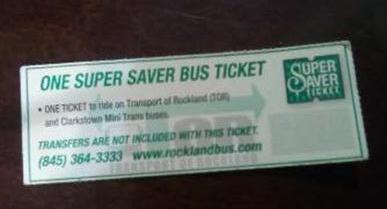 ONE SUPER SAVER BUS TICKET
SUPER
SAVER
TICKET
• ONE TICKET to ride on Transport of Rockland (TOR)
and Clarkstown Mini Trans buses.
TRANSFERS ARE NOT INCLUDED WITH THIS TICKET.
(845) 364-3333 www.rocklandbus.com
TOR
TRANSPORT OF ROCKLAND